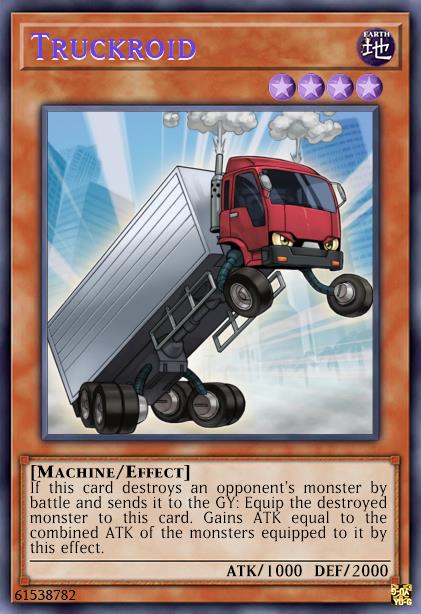 TRUCKROID
EARTH
地
[MACHINE/EFFECT]
If this card destroys an opponent's monster by
battle and sends it to the GY: Equip the destroyed
monster to this card. Gains ATK equal to the
combined ATK of the monsters equipped to it by
this effect.
ATK/1000 DEF/2000
61538782